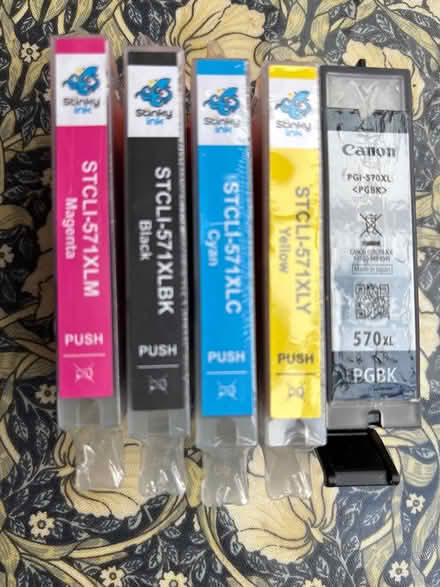 Stinky
ink
STCLI-571XLM
Magenta
PUSH
Stinky
ink
STCLI-571XLBK
Black
PUSH
Stinky
ink
STCLI-571XLC
Cyan
PUSH
Stinky
ink
STCLI-571XLY
Yellow
PUSH
Canon
PGI-570XL
<PGBK>
Made in Japan
570XL
PGBK